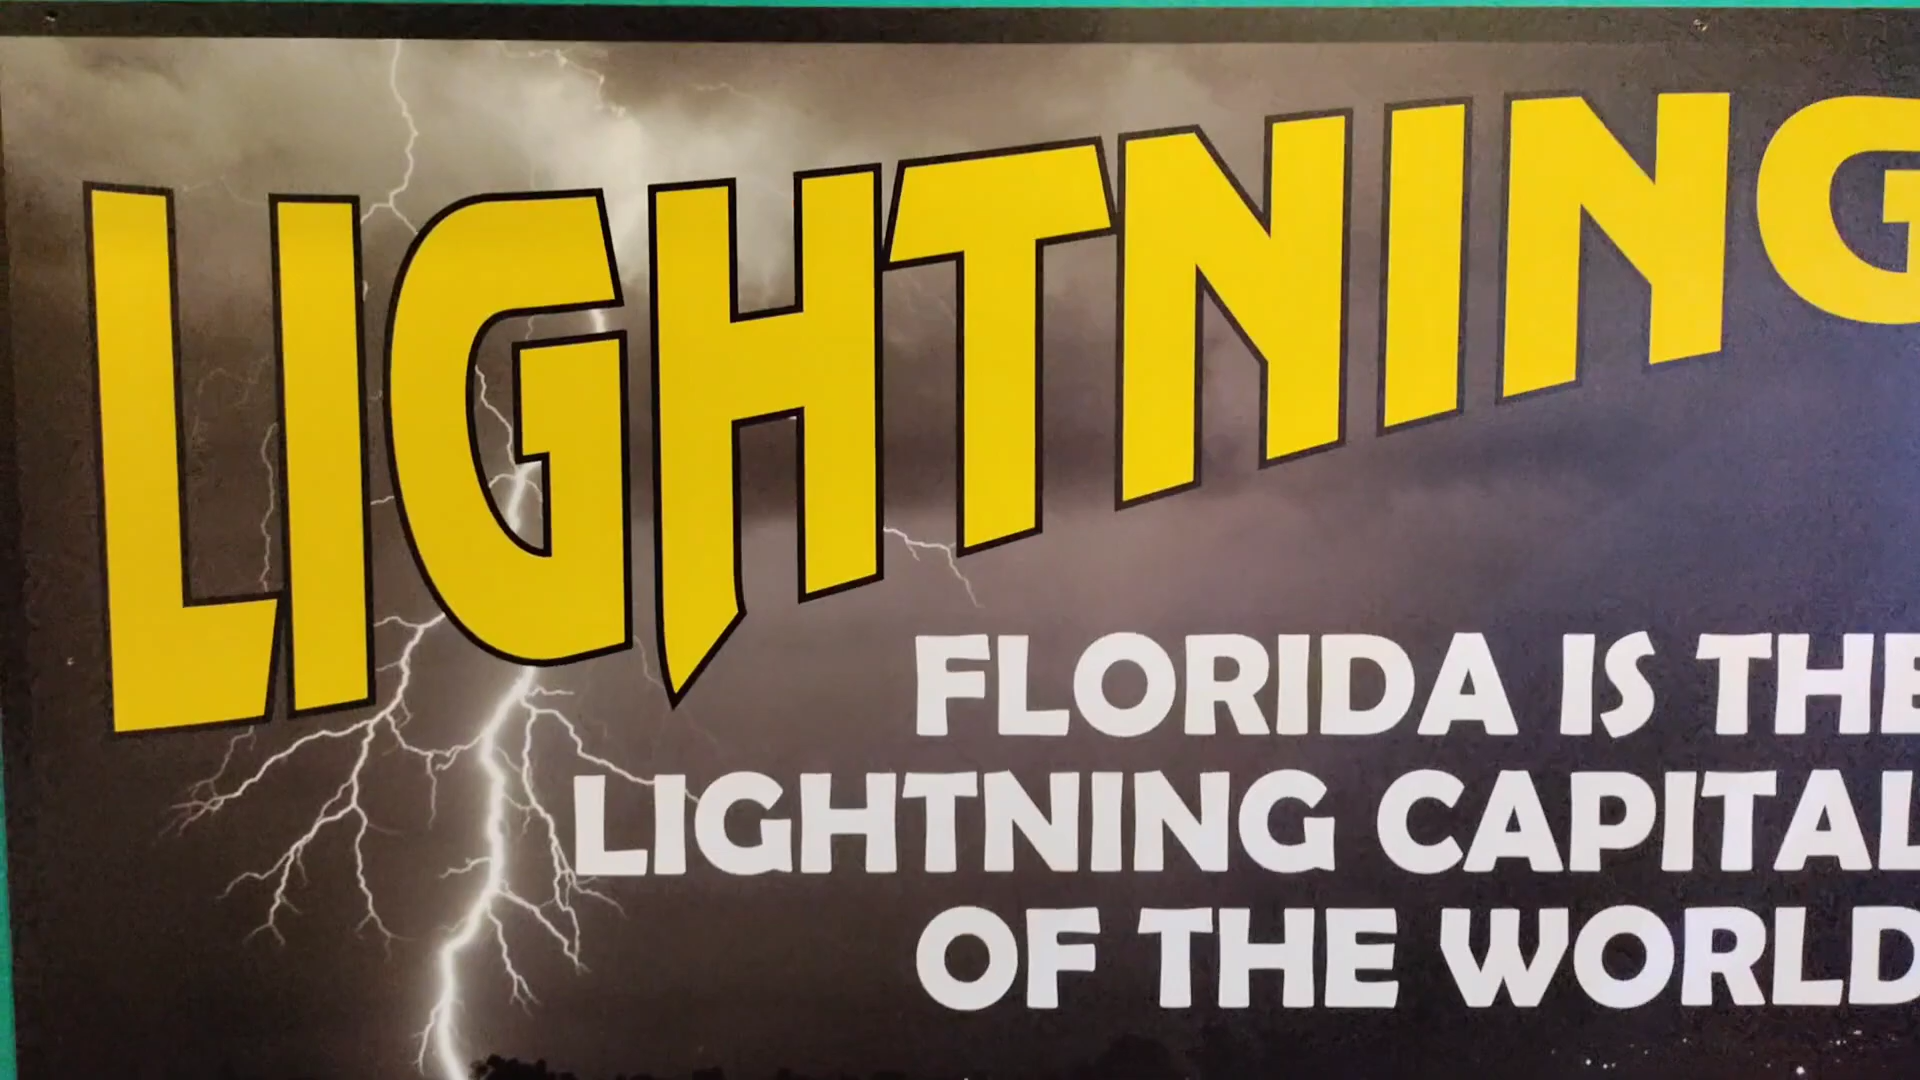 LIGHTNING
FLORIDA IS THE
LIGHTNING CAPITAL
OF THE WORLD